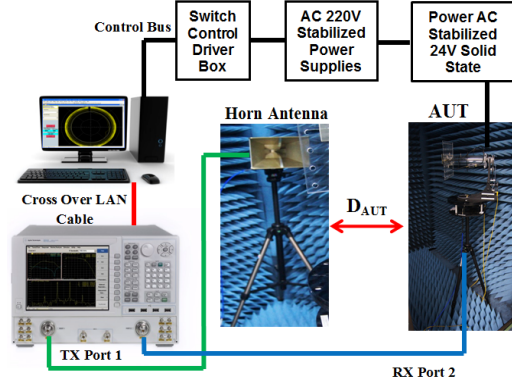 Control Bus
Switch
Control
Driver
Box
AC 220V
Stabilized
Power
Supplies
Power AC
Stabilized
24V Solid
State
Horn Antenna
AUT
Cross Over LAN
Cable
D_AUT
TX Port 1
RX Port 2